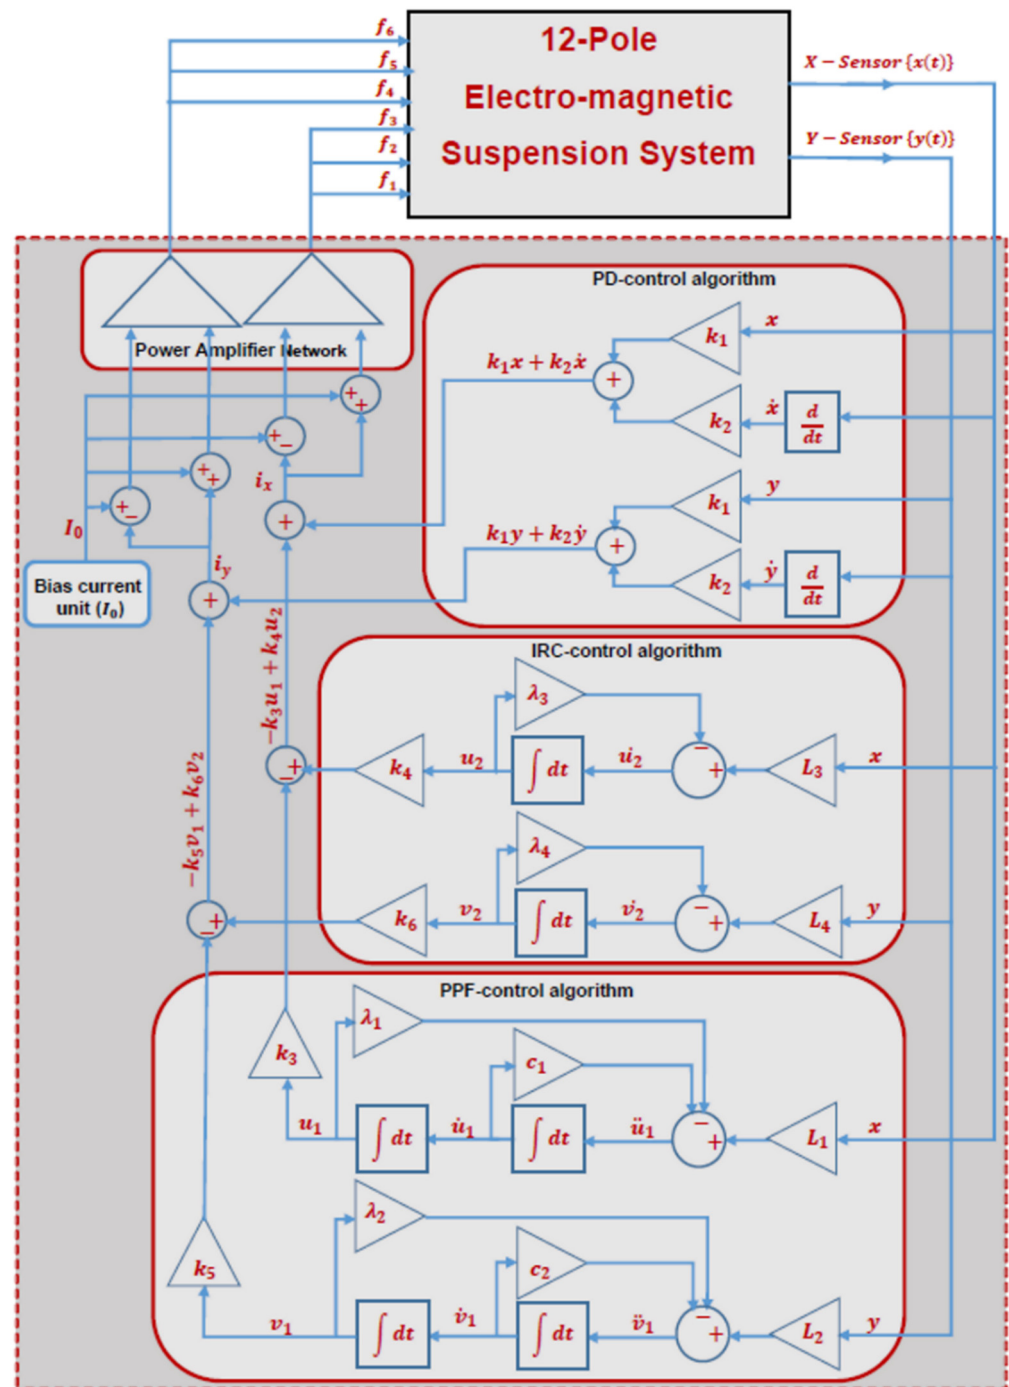 f₆
f₅
f₄
f₃
f₂
f₁
12-Pole
Electro-magnetic
Suspension System
X − Sensor {x(t)}
Y − Sensor {y(t)}
Power Amplifier Network
PD-control algorithm
k₁
x
k₁x + k₂ẋ
+
k₂
ẋ
d
dt
k₁
y
k₁y + k₂ẏ
+
k₂
ẏ
d
dt
+
+
+
−
+
+
+
−
iₓ
+
I₀
Bias current
unit (I₀)
i_y
+
−k₃u₁ + k₄u₂
−k₅v₁ + k₆v₂
IRC-control algorithm
λ₃
− +
k₄
u₂
∫ dt
u̇₂
−
+
L₃
x
λ₄
− +
k₆
v₂
∫ dt
v̇₂
−
+
L₄
y
PPF-control algorithm
λ₁
c₁
k₃
u₁
∫ dt
u̇₁
∫ dt
ü₁
−
+
L₁
x
λ₂
c₂
k₅
v₁
∫ dt
v̇₁
∫ dt
v̈₁
−
+
L₂
y